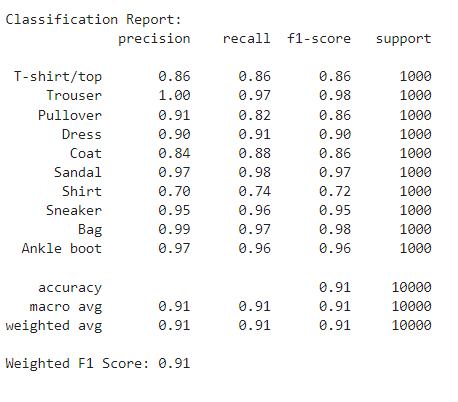 Classification Report:
precision recall f1-score support
T-shirt/top 0.86 0.86 0.86 1000
Trouser 1.00 0.97 0.98 1000
Pullover 0.91 0.82 0.86 1000
Dress 0.90 0.91 0.90 1000
Coat 0.84 0.88 0.86 1000
Sandal 0.97 0.98 0.97 1000
Shirt 0.70 0.74 0.72 1000
Sneaker 0.95 0.96 0.95 1000
Bag 0.99 0.97 0.98 1000
Ankle boot 0.97 0.96 0.96 1000
accuracy 0.91 10000
macro avg 0.91 0.91 0.91 10000
weighted avg 0.91 0.91 0.91 10000
Weighted F1 Score: 0.91